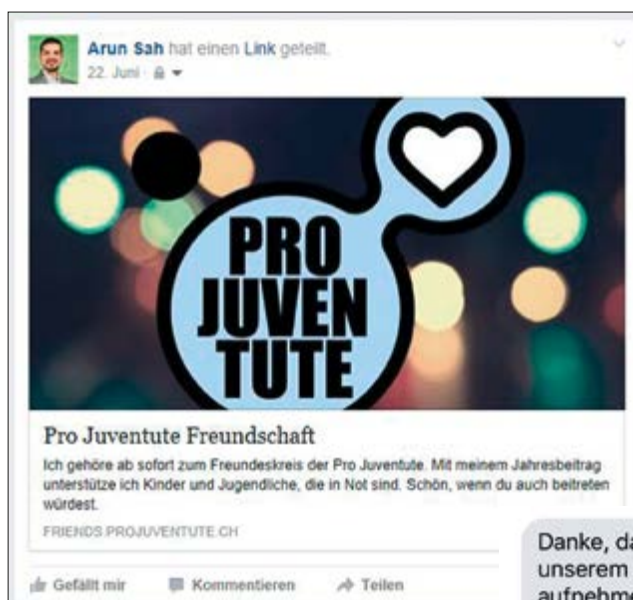 Arun Sah hat einen Link geteilt.
22. Juni
PRO
JUVEN
TUTE
Pro Juventute Freundschaft
Ich gehöre ab sofort zum Freundeskreis der Pro Juventute. Mit meinem Jahresbeitrag
unterstütze ich Kinder und Jugendliche, die in Not sind. Schön, wenn du auch beitreten
würdest.
FRIENDS.PROJUVENTUTE.CH
Gefällt mir Kommentieren Teilen
Danke, da
unserem
aufnehme